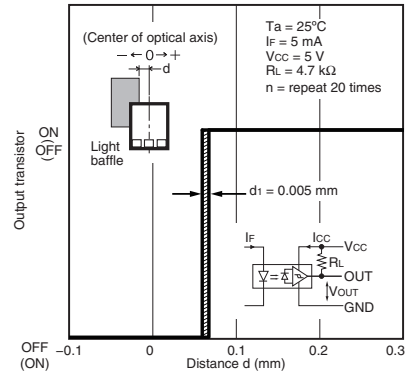 (Center of optical axis)
− 0 +
d
Light
baffle
Ta = 25°C
IF = 5 mA
VCC = 5 V
RL = 4.7 kΩ
n = repeat 20 times
Output transistor
ON
(OFF)
d1 = 0.005 mm
IF
ICC
VCC
RL
OUT
VOUT
GND
OFF
(ON)
−0.1 0 0.1 0.2 0.3
Distance d (mm)